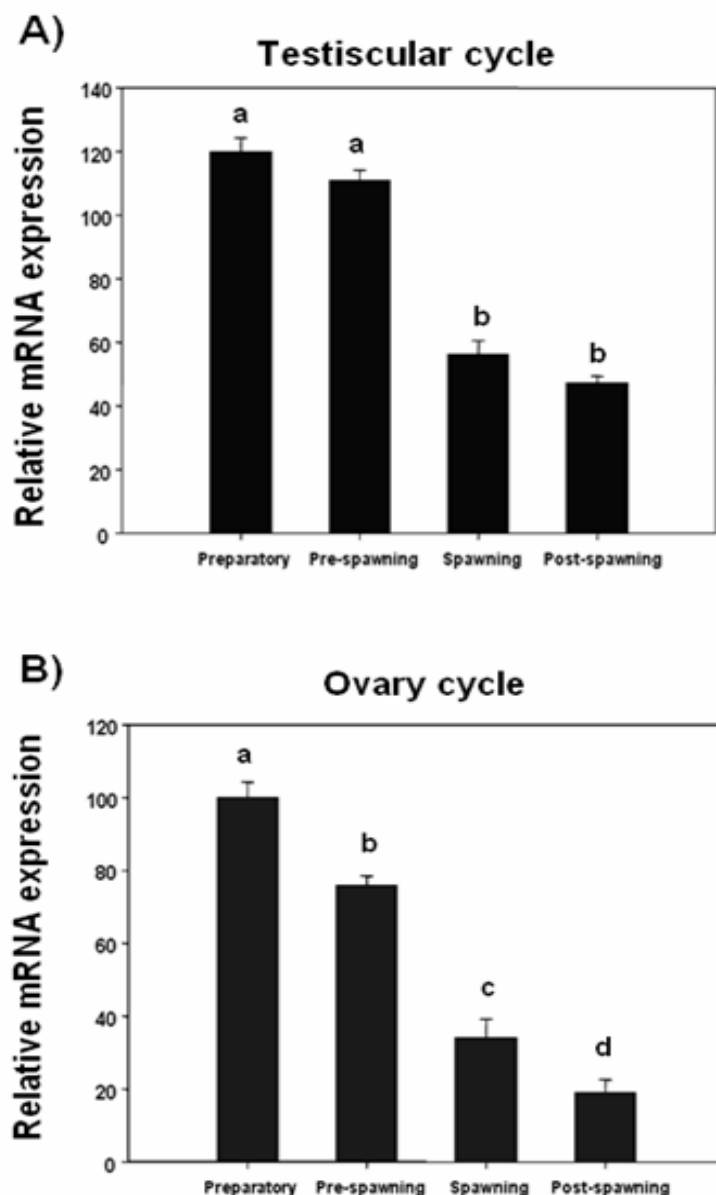 A)
Testiscular cycle
Relative mRNA expression
140
120
100
80
60
40
20
0
a
a
b
b
Preparatory Pre-spawning Spawning Post-spawning
B)
Ovary cycle
Relative mRNA expression
120
100
80
60
40
20
0
a
b
c
d
Preparatory Pre-spawning Spawning Post-spawning